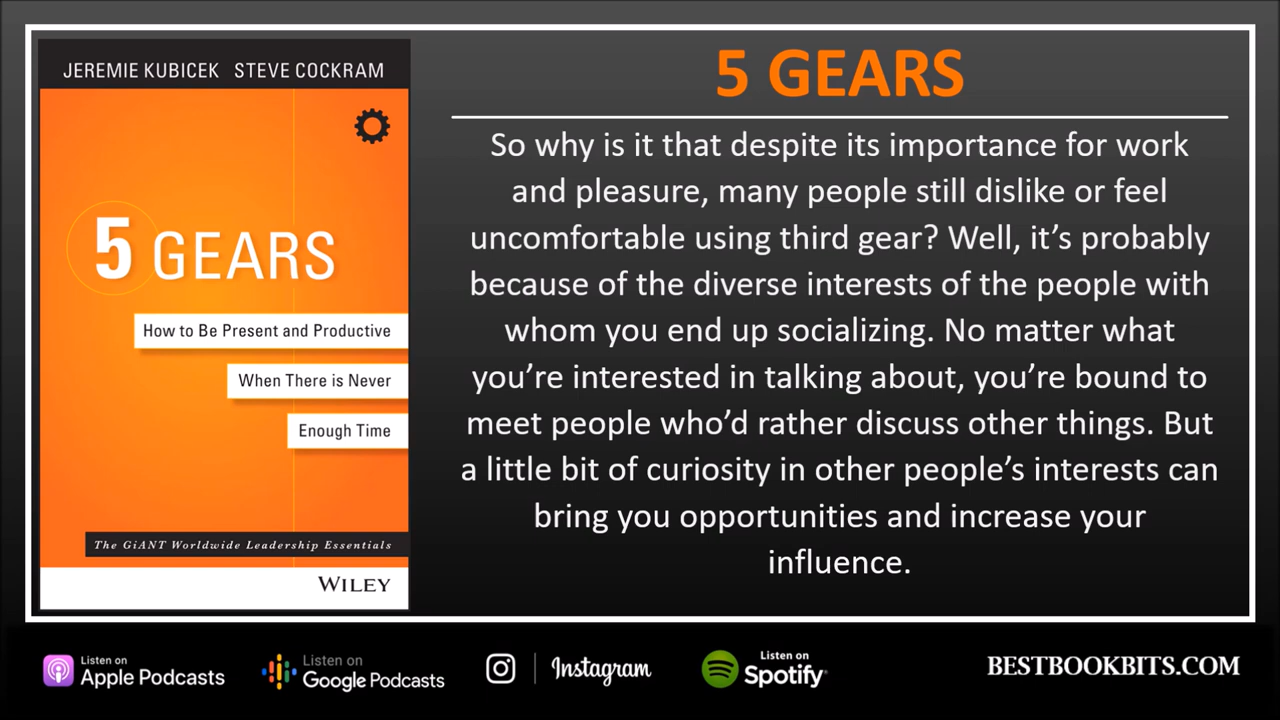 JEREMIE KUBICEK STEVE COCKRAM
5 GEARS
How to Be Present and Productive
When There is Never
Enough Time
The GiANT Worldwide Leadership Essentials
WILEY
5 GEARS
So why is it that despite its importance for work
and pleasure, many people still dislike or feel
uncomfortable using third gear? Well, it's probably
because of the diverse interests of the people with
whom you end up socializing. No matter what
you're interested in talking about, you're bound to
meet people who'd rather discuss other things. But
a little bit of curiosity in other people's interests can
bring you opportunities and increase your
influence.
Listen on
Apple Podcasts
Listen on
Google Podcasts
Instagram
Listen on
Spotify
BESTBOOKBITS.COM